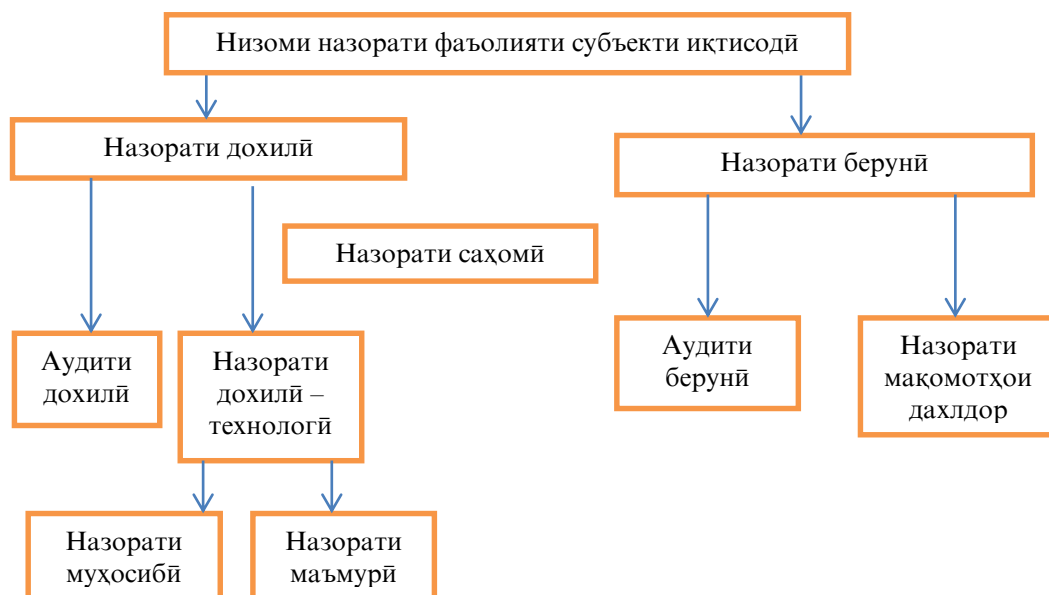 Низоми назорати фаъолияти субъекти иқтисодӣ
Назорати дохилӣ
Назорати берунӣ
Назорати саҳомӣ
Аудити
дохилӣ
Назорати
дохилӣ –
технологӣ
Аудити
берунӣ
Назорати
мақомотҳои
дахлдор
Назорати
муҳосибӣ
Назорати
маъмурӣ